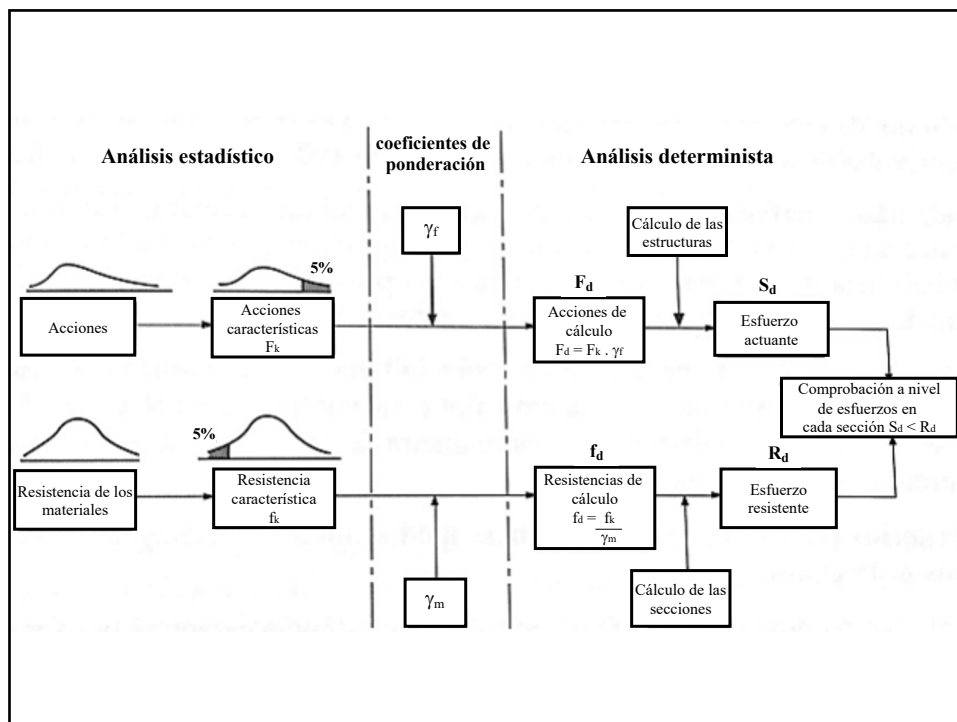 Análisis estadístico
coeficientes de
ponderación
Análisis determinista
γf
Cálculo de las
estructuras
5%
Fd
Sd
Acciones
Acciones
características
Fk
Acciones de
cálculo
Fd = Fk . γf
Esfuerzo
actuante
Comprobación a nivel
de esfuerzos en
cada sección Sd < Rd
5%
fd
Rd
Resistencia de los
materiales
Resistencia
característica
fk
Resistencias de
cálculo
fd = fk
γm
Esfuerzo
resistente
γm
Cálculo de las
secciones